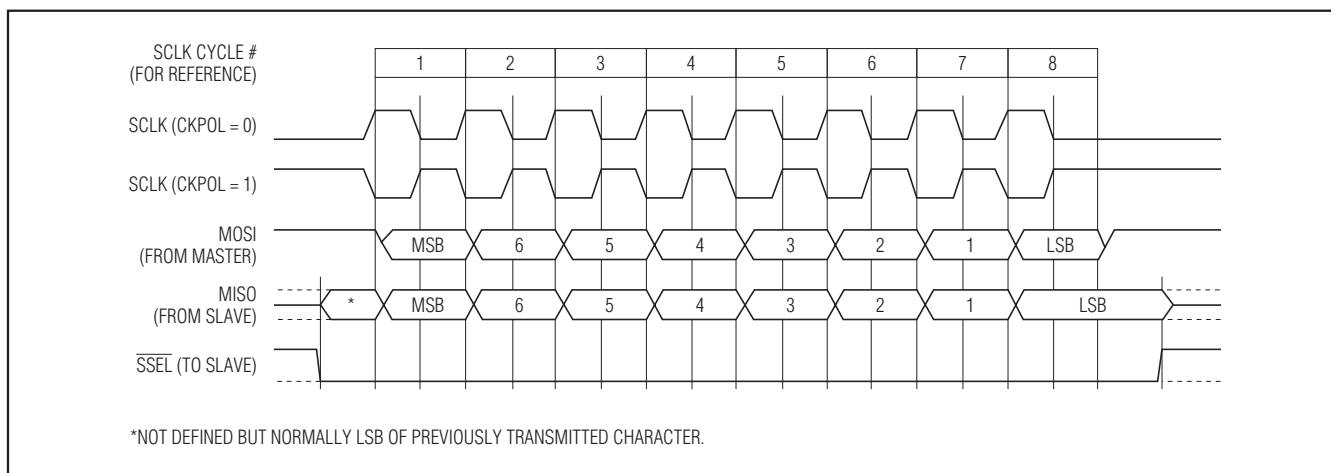 SCLK CYCLE #
(FOR REFERENCE)
1 2 3 4 5 6 7 8
SCLK (CKPOL = 0)
SCLK (CKPOL = 1)
MOSI
(FROM MASTER)
MSB 6 5 4 3 2 1 LSB
MISO
(FROM SLAVE)
* MSB 6 5 4 3 2 1 LSB
SSEL (TO SLAVE)
*NOT DEFINED BUT NORMALLY LSB OF PREVIOUSLY TRANSMITTED CHARACTER.